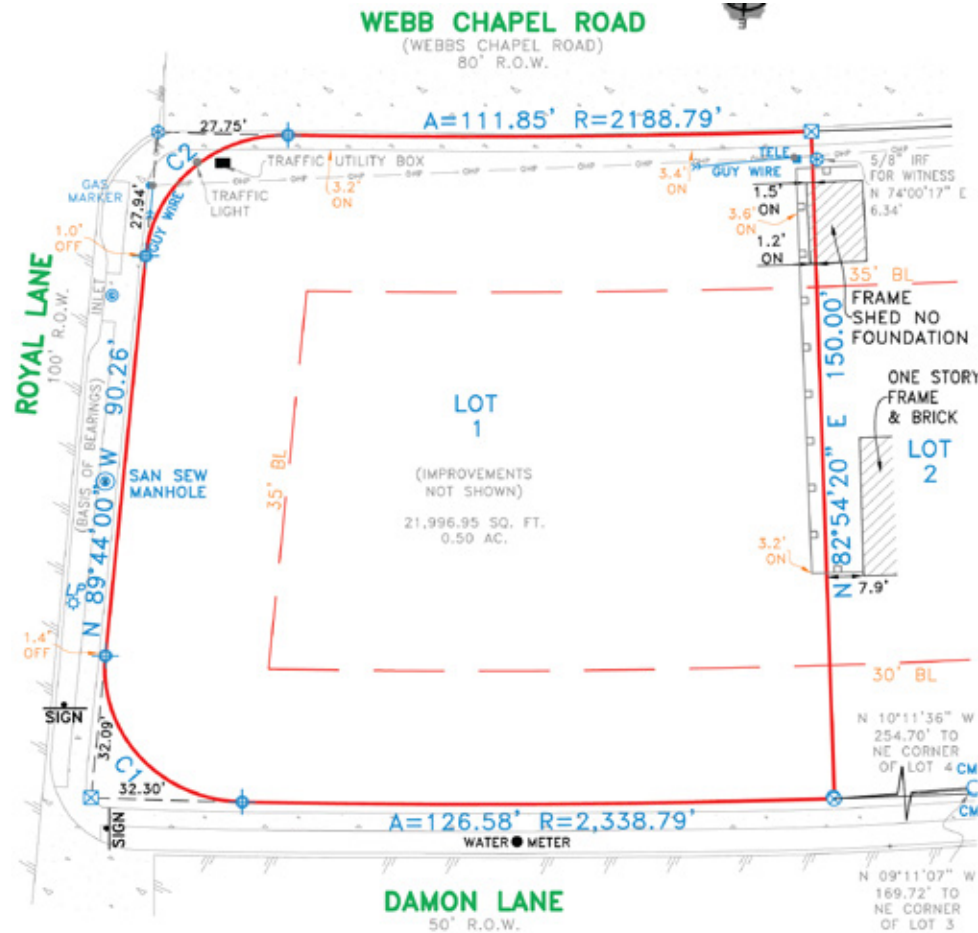 WEBB CHAPEL ROAD
(WEBBS CHAPEL ROAD)
80' R.O.W.
27.75'
A=111.85' R=2188.79'
C2
TRAFFIC UTILITY BOX
OHP
OHP
OHP
OHP
TELE
GUY WIRE
5/8" IRF
FOR WITNESS
N 74°00'17" E
6.34'
GAS
MARKER
27.94'
GUY WIRE
TRAFFIC
LIGHT
3.2'
ON
3.4'
ON
1.5'
ON
3.6'
ON
1.2'
ON
1.0'
OFF
35' BL
FRAME
SHED NO
FOUNDATION
ROYAL LANE
100' R.O.W.
INLET
(BASIS OF BEARINGS)
N 89°44'00" W 90.26'
SAN SEW
MANHOLE
35' BL
LOT
1
(IMPROVEMENTS
NOT SHOWN)
21,996.95 SQ. FT.
0.50 AC.
N 82°54'20" E 150.00'
ONE STORY
FRAME
& BRICK
LOT
2
3.2'
ON
7.9'
LP
1.4'
OFF
30' BL
SIGN
32.09'
C1
32.30'
SIGN
N 10°11'36" W
254.70' TO
NE CORNER
OF LOT 4
CM
CM
A=126.58' R=2,338.79'
WATER METER
DAMON LANE
50' R.O.W.
N 09°11'07" W
169.72' TO
NE CORNER
OF LOT 3